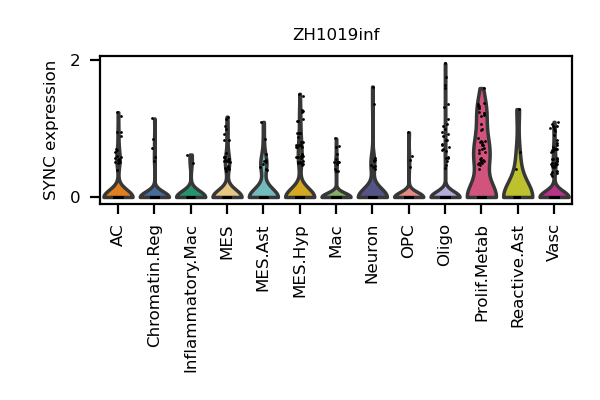 ZH1019inf
SYNC expression
2
0
AC
Chromatin.Reg
Inflammatory.Mac
MES
MES.Ast
MES.Hyp
Mac
Neuron
OPC
Oligo
Prolif.Metab
Reactive.Ast
Vasc